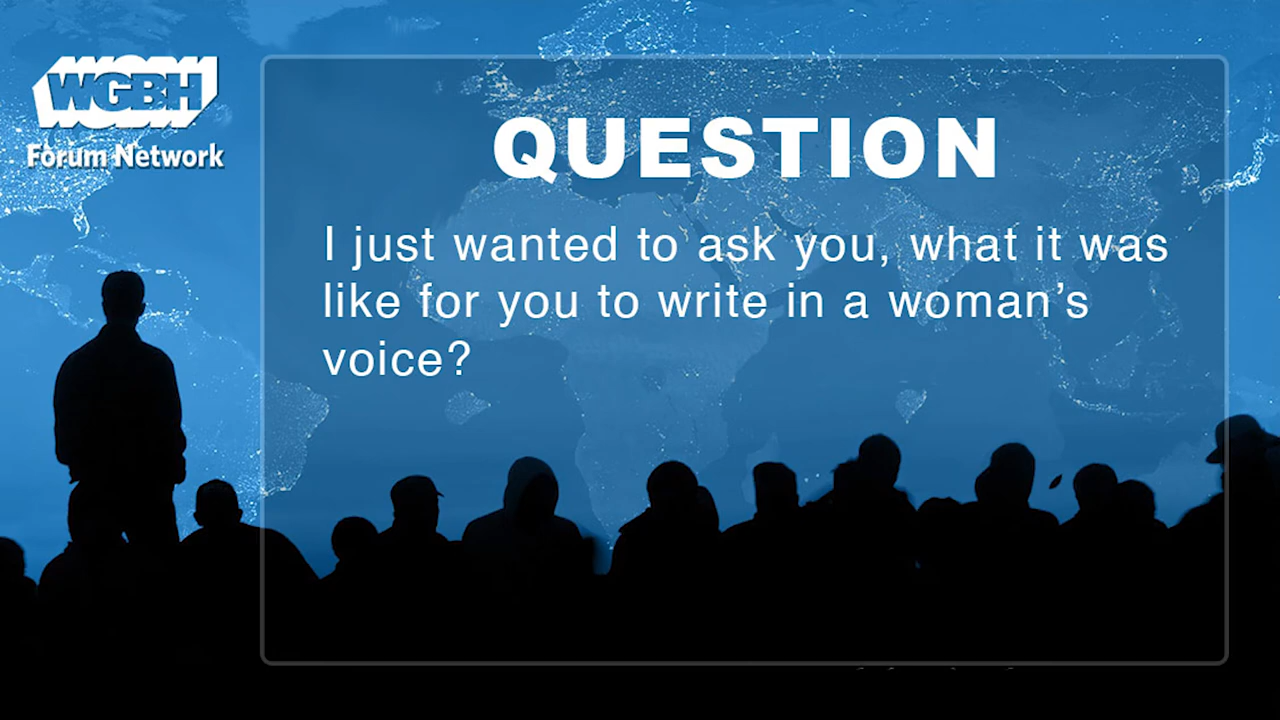 WGBH
Forum Network
QUESTION
I just wanted to ask you, what it was
like for you to write in a woman’s
voice?